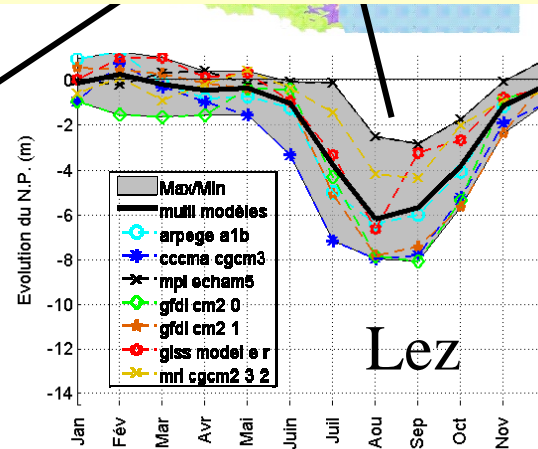 0
-2
-4
-6
-8
-10
-12
-14
Evolution du N.P. (m)
Max/Min
multi modèles
arpege a1b
cccma cgcm3
mpi echam5
gfdl cm2 0
gfdl cm2 1
giss model e r
mri cgcm2 3 2
Lez
Jan
Fév
Mar
Avr
Mai
Juin
Juil
Aou
Sep
Oct
Nov